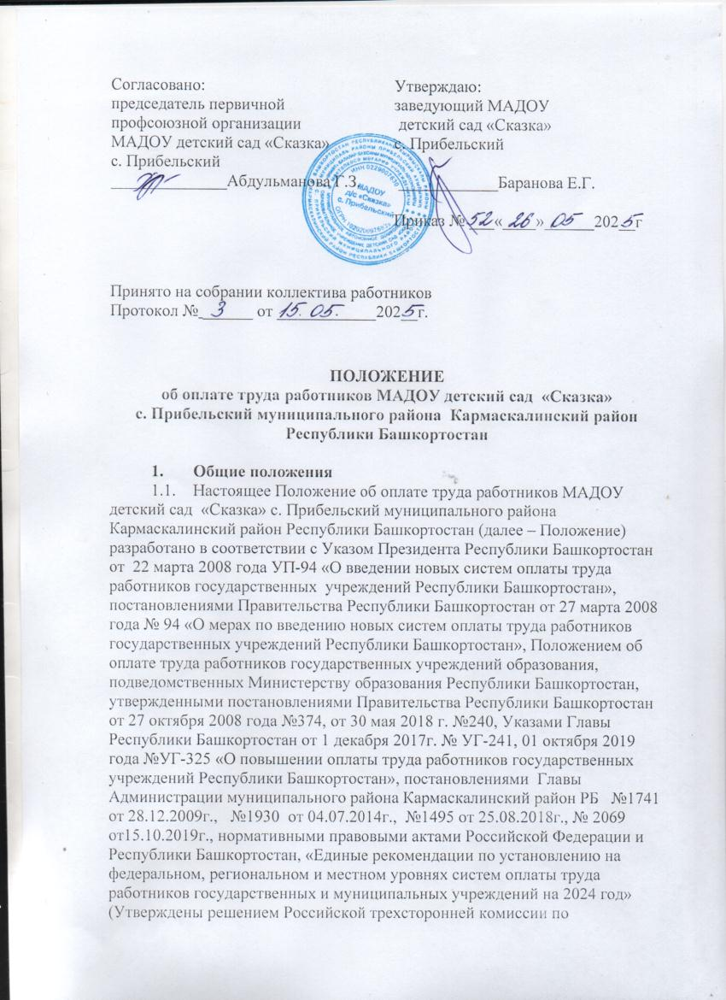 Согласовано:
председатель первичной
профсоюзной организации
МАДОУ детский сад «Сказка»
с. Прибельский
______________Абдульманова Г.З.
Утверждаю:
заведующий МАДОУ
детский сад «Сказка»
с. Прибельский
____________Баранова Е.Г.
Приказ № 52 «26» 05 2025г
ИНН 0229007670
МАДОУ
д/с «Сказка»
с. Прибельский
Принято на собрании коллектива работников
Протокол № 3 от 15.05. 2025г.
ПОЛОЖЕНИЕ
об оплате труда работников МАДОУ детский сад «Сказка»
с. Прибельский муниципального района Кармаскалинский район
Республики Башкортостан
1. Общие положения
1.1. Настоящее Положение об оплате труда работников МАДОУ
детский сад «Сказка» с. Прибельский муниципального района
Кармаскалинский район Республики Башкортостан (далее – Положение)
разработано в соответствии с Указом Президента Республики Башкортостан
от 22 марта 2008 года УП-94 «О введении новых систем оплаты труда
работников государственных учреждений Республики Башкортостан»,
постановлениями Правительства Республики Башкортостан от 27 марта 2008
года № 94 «О мерах по введению новых систем оплаты труда работников
государственных учреждений Республики Башкортостан», Положением об
оплате труда работников государственных учреждений образования,
подведомственных Министерству образования Республики Башкортостан,
утвержденными постановлениями Правительства Республики Башкортостан
от 27 октября 2008 года №374, от 30 мая 2018 г. №240, Указами Главы
Республики Башкортостан от 1 декабря 2017г. № УГ-241, 01 октября 2019
года №УГ-325 «О повышении оплаты труда работников государственных
учреждений Республики Башкортостан», постановлениями Главы
Администрации муниципального района Кармаскалинский район РБ №1741
от 28.12.2009г., №1930 от 04.07.2014г., №1495 от 25.08.2018г., № 2069
от15.10.2019г., нормативными правовыми актами Российской Федерации и
Республики Башкортостан, «Единые рекомендации по установлению на
федеральном, региональном и местном уровнях систем оплаты труда
работников государственных и муниципальных учреждений на 2024 год»
(Утверждены решением Российской трехсторонней комиссии по